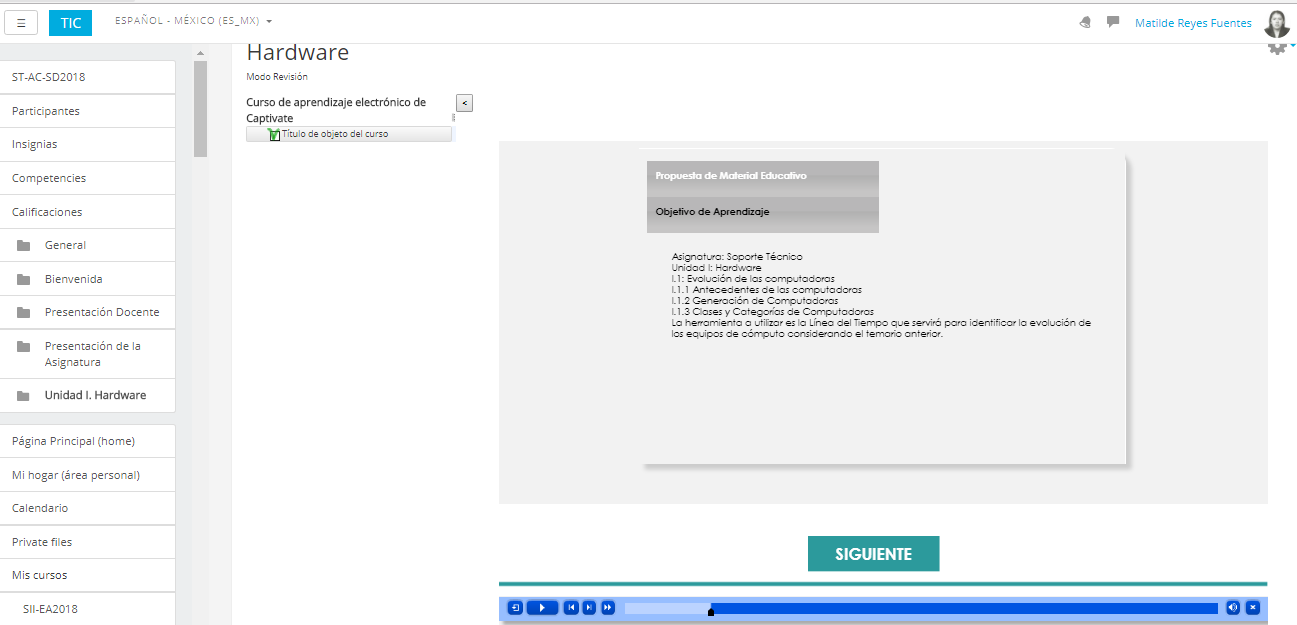 TIC
ESPAÑOL - MÉXICO (ES_MX)
Matilde Reyes Fuentes
ST-AC-SD2018
Participantes
Insignias
Competencies
Calificaciones
General
Bienvenida
Presentación Docente
Presentación de la
Asignatura
Unidad I. Hardware
Página Principal (home)
Mi hogar (área personal)
Calendario
Private files
Mis cursos
SII-EA2018
Hardware
Modo Revisión
Curso de aprendizaje electrónico de
Captivate
<
Título de objeto del curso
Propuesta de Material Educativo
Objetivo de Aprendizaje
Asignatura: Soporte Técnico
Unidad I: Hardware
I.1: Evolución de las computadoras
I.1.1 Antecedentes de las computadoras
I.1.2 Generación de Computadoras
I.1.3 Clases y Categorías de Computadoras
La herramienta a utilizar es la Línea del Tiempo que servirá para identificar la evolución de
los equipos de cómputo considerando el temario anterior.
SIGUIENTE